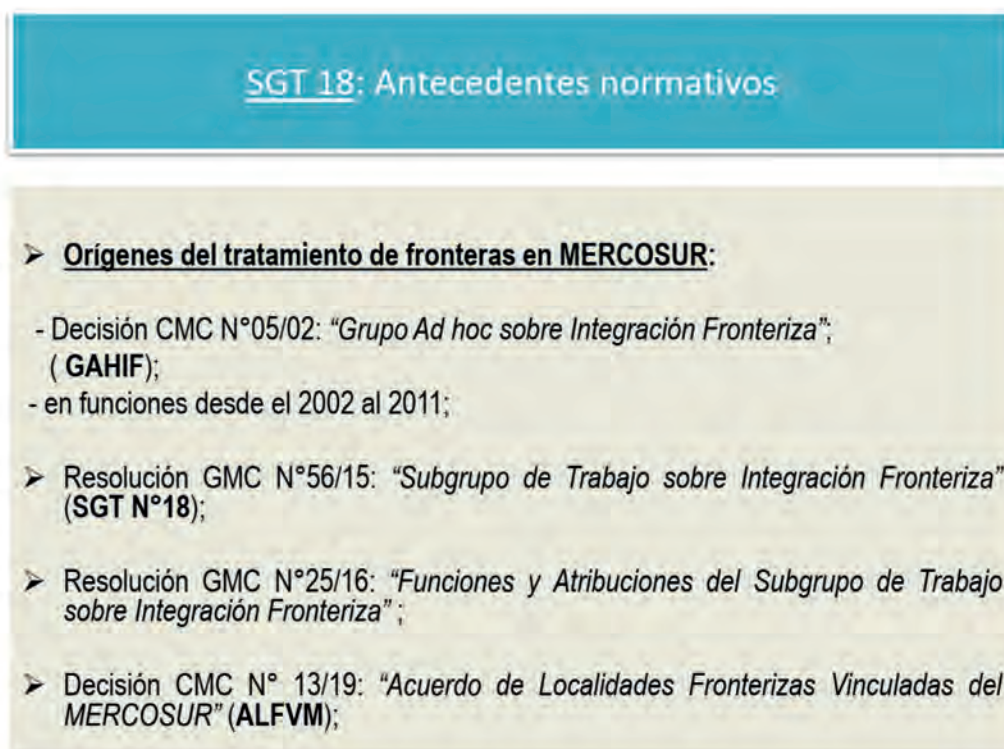 SGT 18: Antecedentes normativos
➢ Orígenes del tratamiento de fronteras en MERCOSUR:
- Decisión CMC N°05/02: “Grupo Ad hoc sobre Integración Fronteriza”;
( GAHIF);
- en funciones desde el 2002 al 2011;
➢ Resolución GMC N°56/15: “Subgrupo de Trabajo sobre Integración Fronteriza”
(SGT N°18);
➢ Resolución GMC N°25/16: “Funciones y Atribuciones del Subgrupo de Trabajo
sobre Integración Fronteriza” ;
➢ Decisión CMC N° 13/19: “Acuerdo de Localidades Fronterizas Vinculadas del
MERCOSUR” (ALFVM);